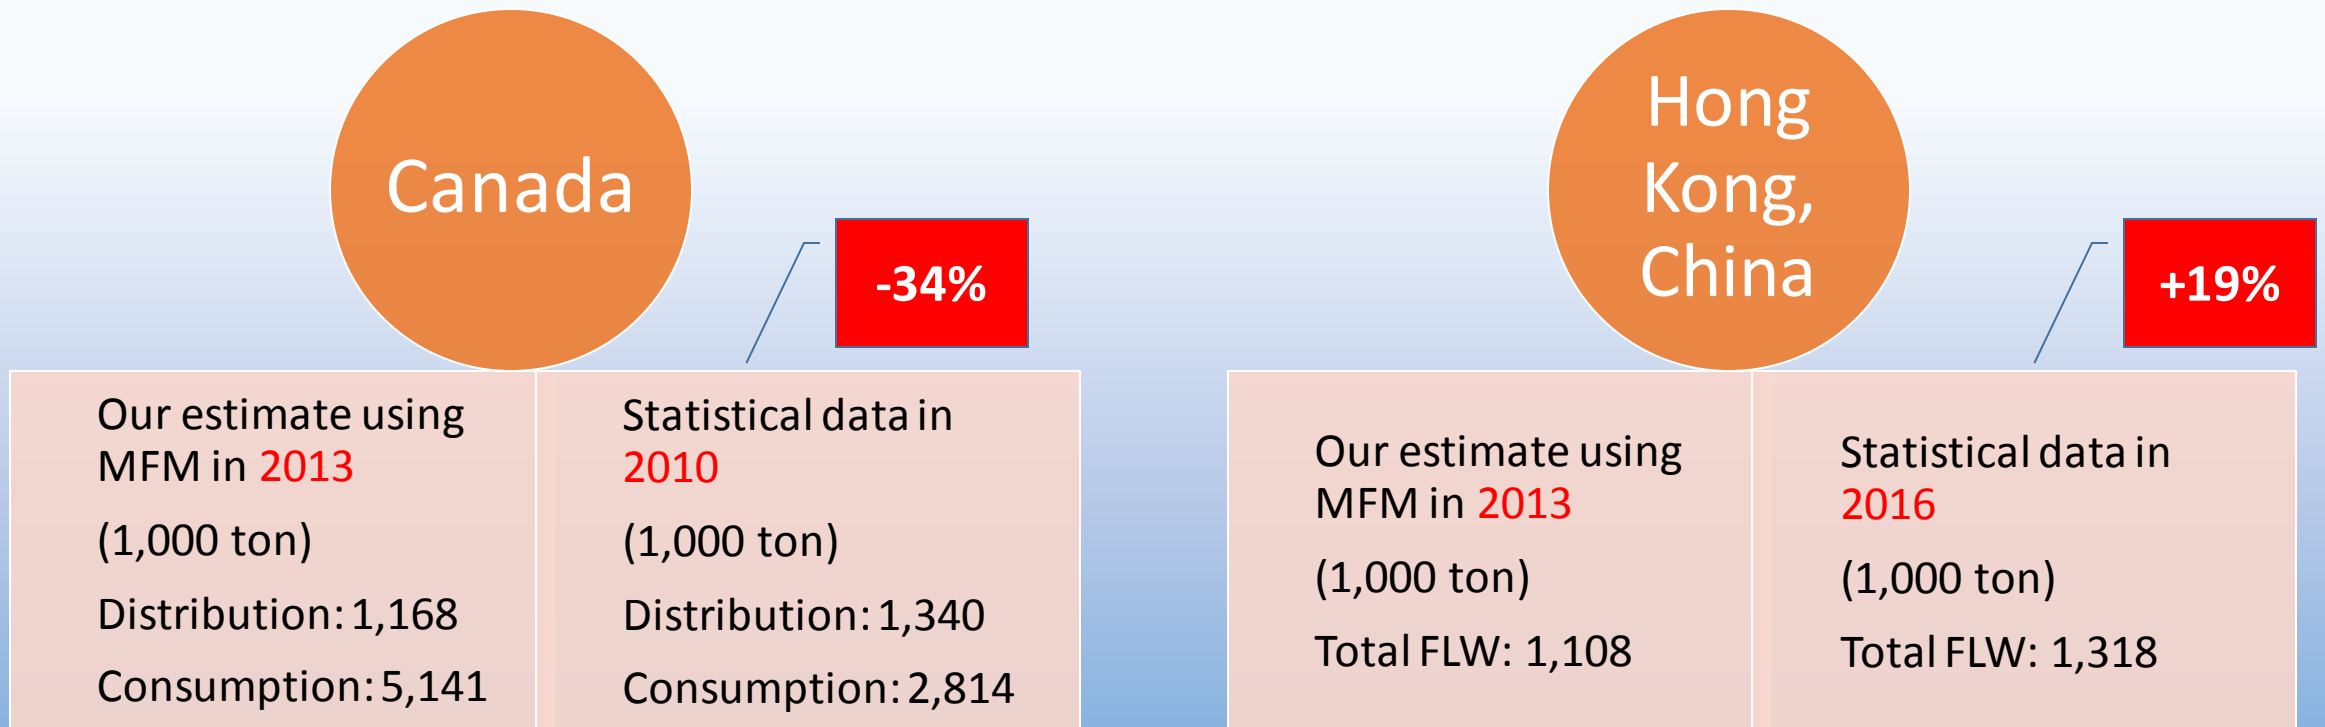 Canada
-34%
Our estimate using
MFM in 2013
(1,000 ton)
Distribution: 1,168
Consumption: 5,141
Statistical data in
2010
(1,000 ton)
Distribution: 1,340
Consumption: 2,814
Hong
Kong,
China
+19%
Our estimate using
MFM in 2013
(1,000 ton)
Total FLW: 1,108
Statistical data in
2016
(1,000 ton)
Total FLW: 1,318